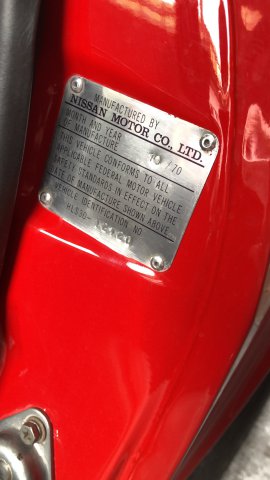 MANUFACTURED BY
NISSAN MOTOR CO., LTD.
MONTH AND YEAR
OF MANUFACTURE 10 /70
THIS VEHICLE CONFORMS TO ALL
APPLICABLE FEDERAL MOTOR VEHICLE
SAFETY STANDARDS IN EFFECT ON THE
DATE OF MANUFACTURE SHOWN ABOVE.
VEHICLE IDENTIFICATION NO.
HLS30-